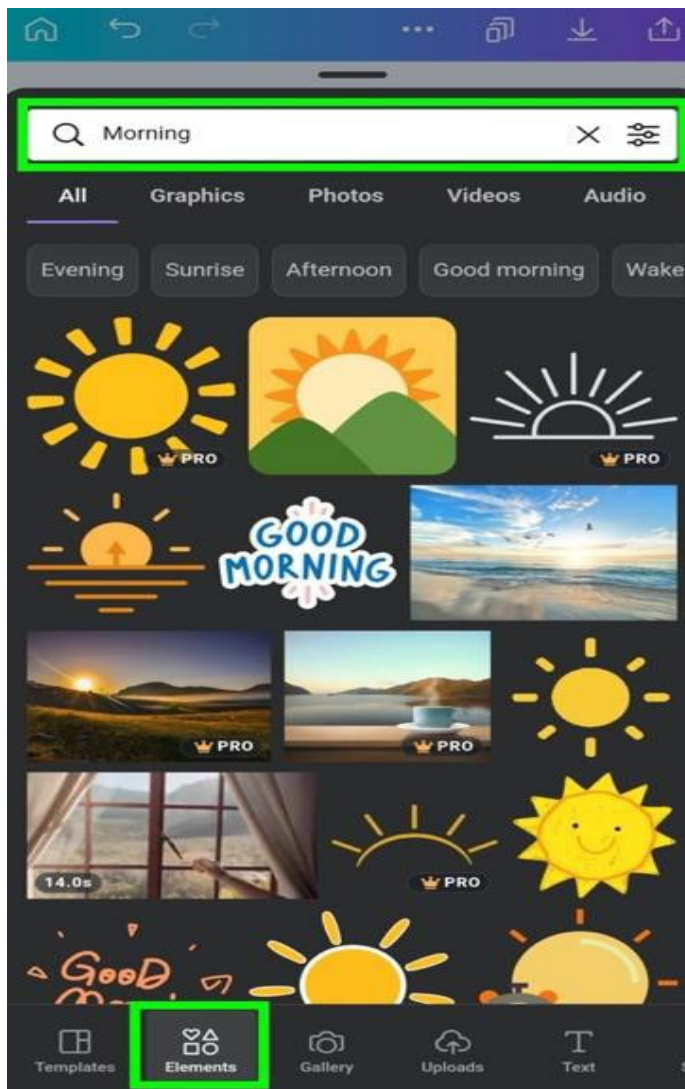 Morning
All Graphics Photos Videos Audio
Evening Sunrise Afternoon Good morning Wake
PRO
PRO
GOOD
MORNING
PRO
PRO
14.0s
PRO
GOOD
Templates Elements Gallery Uploads Text